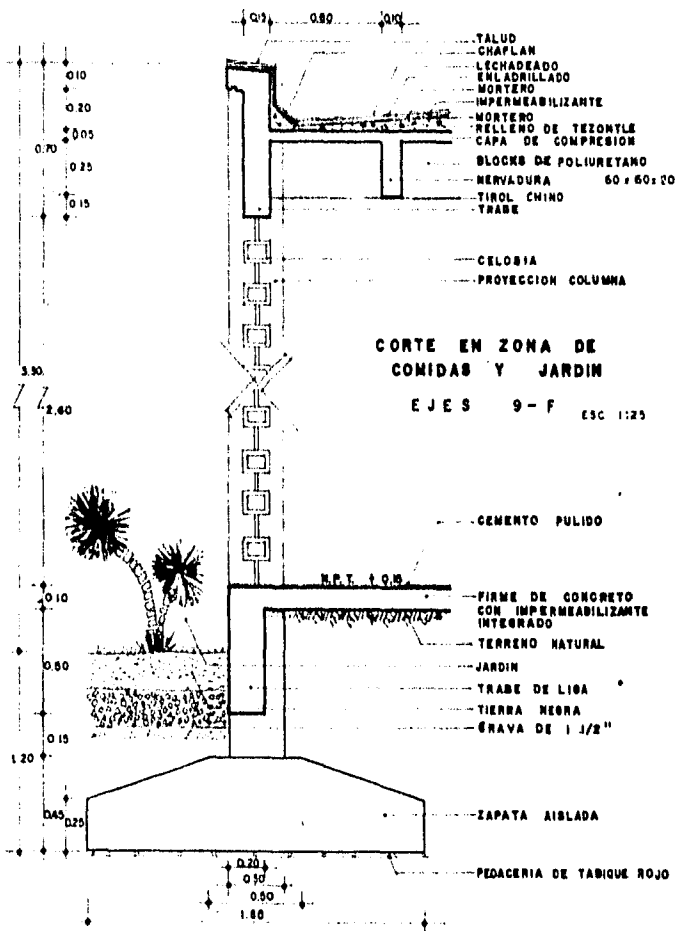 0.15 0.60 0.10
TALUD
CHAFLAN
LECHADEADO
ENLADRILLADO
MORTERO
IMPERMEABILIZANTE
MORTERO
RELLENO DE TEZONTLE
CAPA DE COMPRESION
BLOCKS DE POLIURETANO
NERVADURA 60 x 60 x 20
TIROL CHINO
TRABE
0.10
0.20
0.05
0.70
0.25
0.15
CELOSIA
PROYECCION COLUMNA
CORTE EN ZONA DE
COMIDAS Y JARDIN
EJES 9-F ESC 1:25
3.30
2.60
CEMENTO PULIDO
N.P.T. + 0.15
FIRME DE CONCRETO
CON IMPERMEABILIZANTE
INTEGRADO
TERRENO NATURAL
JARDIN
TRABE DE LIGA
TIERRA NEGRA
GRAVA DE 1 1/2"
0.10
0.60
0.15
1.20
0.45
0.25
ZAPATA AISLADA
PEDACERIA DE TABIQUE ROJO
0.20
0.30
1.80